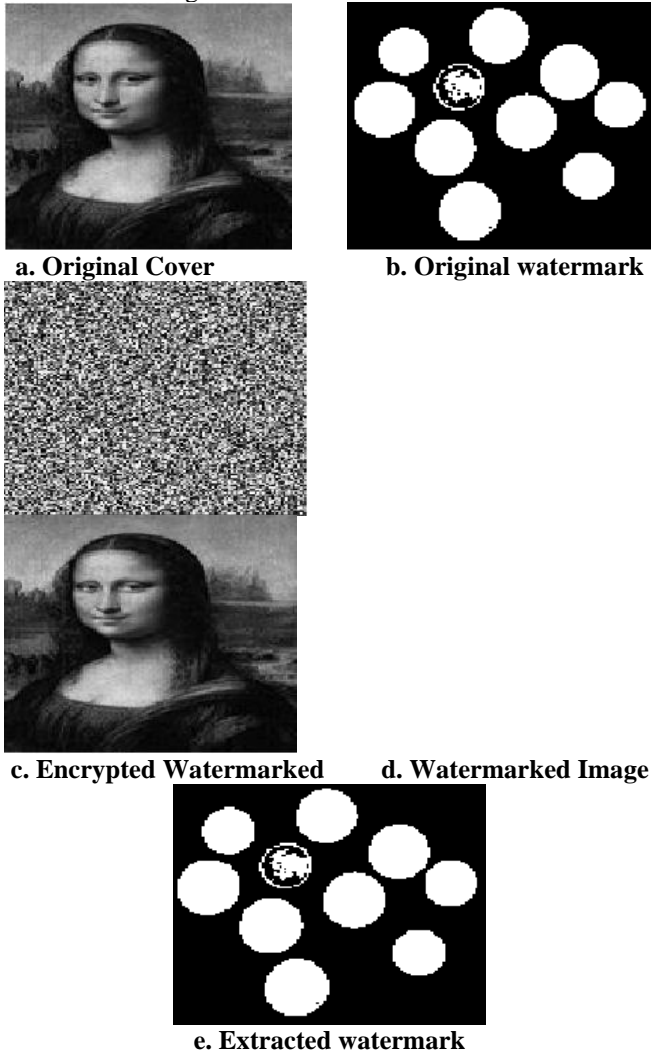 a. Original Cover
b. Original watermark
c. Encrypted Watermarked
d. Watermarked Image
e. Extracted watermark